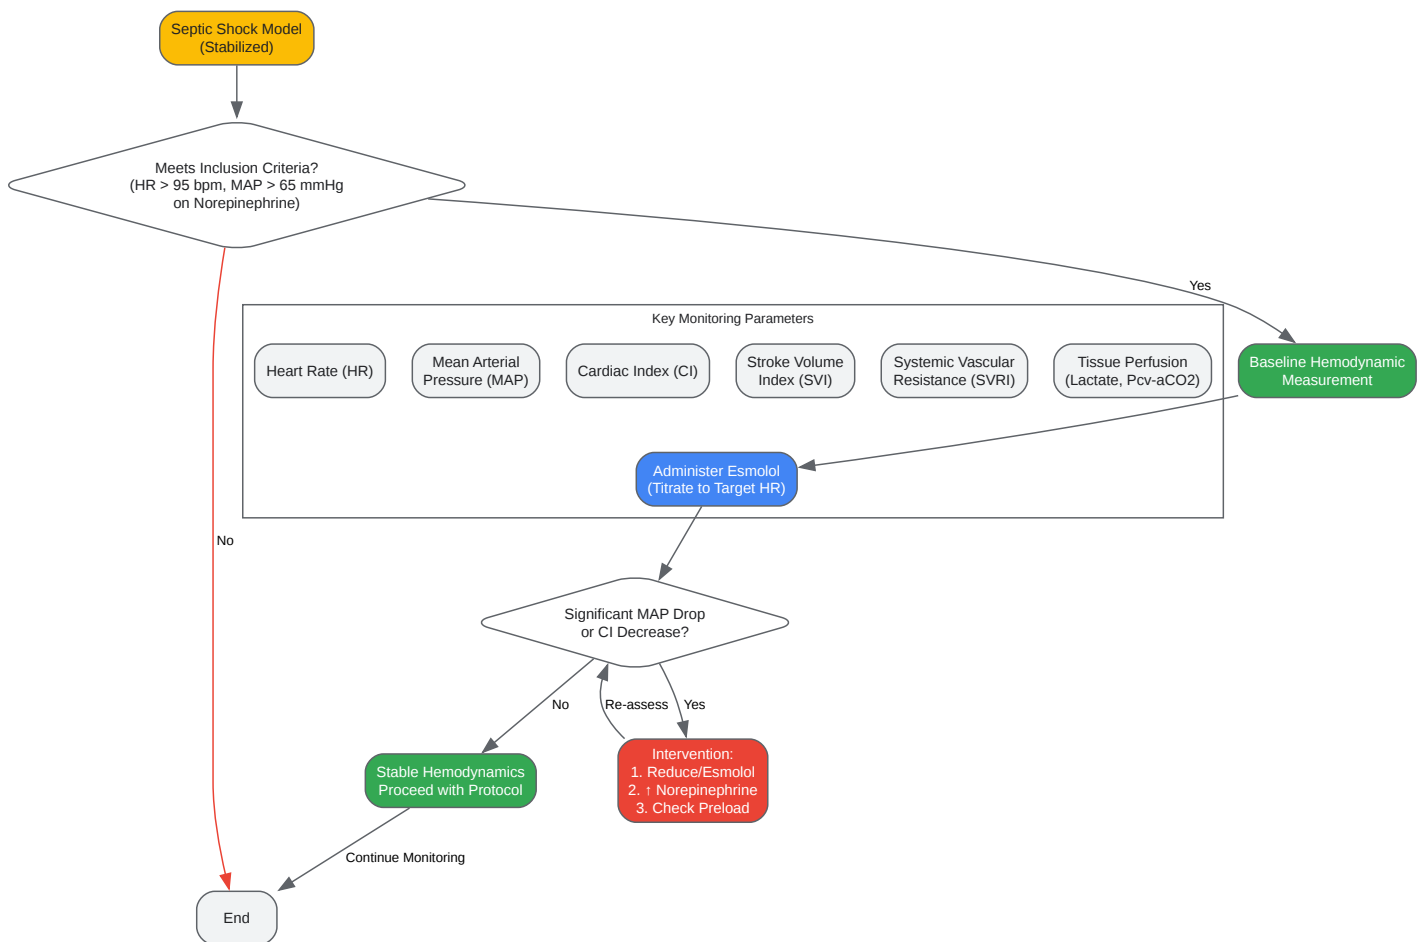 Septic Shock Model
(Stabilized)
Meets Inclusion Criteria?
(HR > 95 bpm, MAP > 65 mmHg
on Norepinephrine)
Yes
Key Monitoring Parameters
Heart Rate (HR)
Mean Arterial
Pressure (MAP)
Cardiac Index (CI)
Stroke Volume
Index (SVI)
Systemic Vascular
Resistance (SVRI)
Tissue Perfusion
(Lactate, Pcv-aCO2)
Baseline Hemodynamic
Measurement
Administer Esmolol
(Titrate to Target HR)
No
Significant MAP Drop
or CI Decrease?
No
Re-assess
Yes
Stable Hemodynamics
Proceed with Protocol
Intervention:
1. Reduce/Esmolol
2. ↑ Norepinephrine
3. Check Preload
Continue Monitoring
End